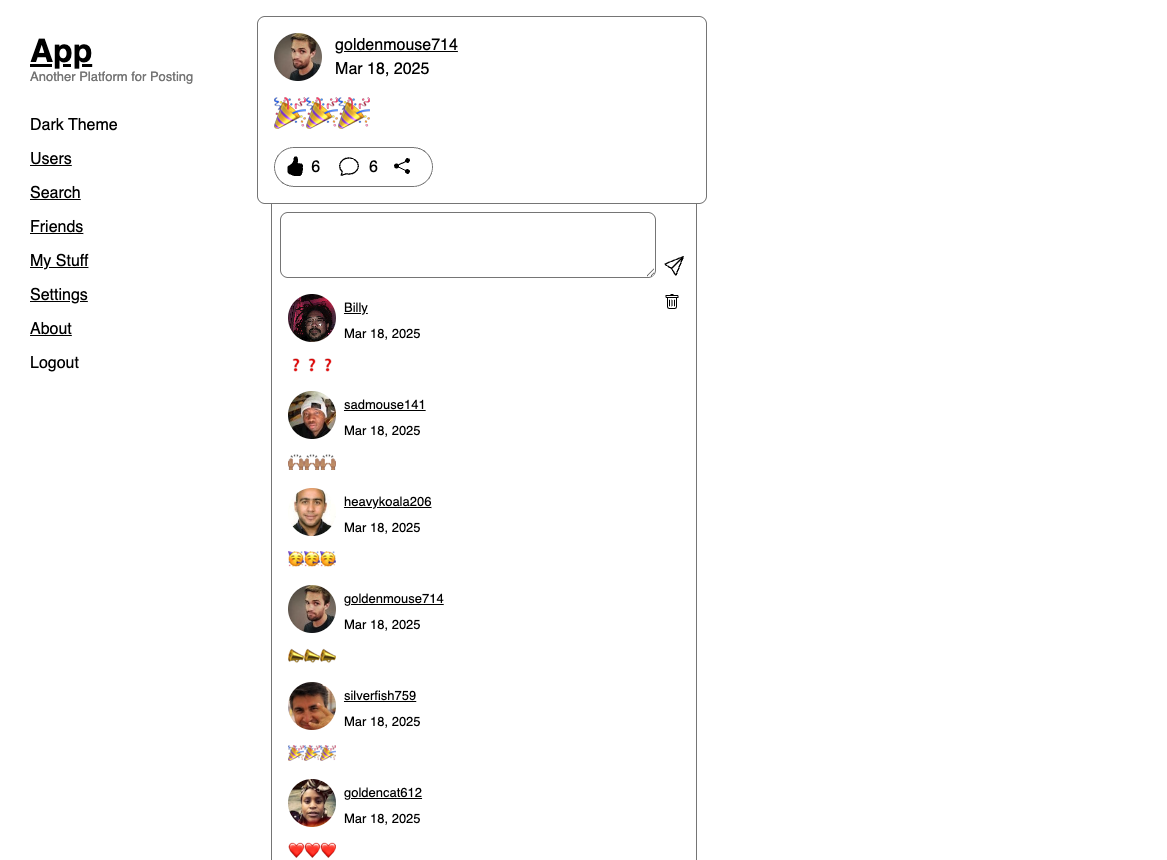 App
Another Platform for Posting
Dark Theme
Users
Search
Friends
My Stuff
Settings
About
Logout
goldenmouse714
Mar 18, 2025
🎉🎉🎉
6 6
Billy
Mar 18, 2025
❓❓❓
sadmouse141
Mar 18, 2025
🙌🏽🙌🏽🙌🏽
heavykoala206
Mar 18, 2025
🥳🥳🥳
goldenmouse714
Mar 18, 2025
📣📣📣
silverfish759
Mar 18, 2025
🎉🎉🎉
goldencat612
Mar 18, 2025
❤️❤️❤️